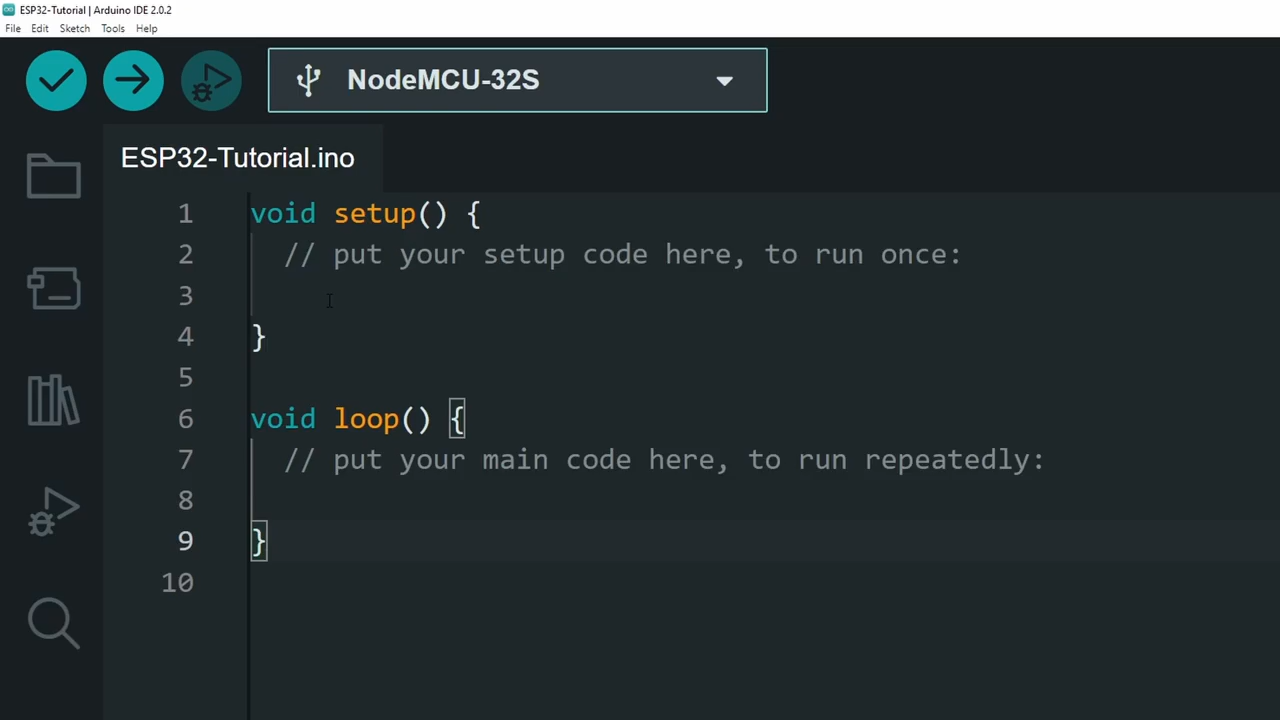 ESP32-Tutorial | Arduino IDE 2.0.2
File Edit Sketch Tools Help
NodeMCU-32S
ESP32-Tutorial.ino
1 void setup() {
2 // put your setup code here, to run once:
3
4 }
5
6 void loop() {
7 // put your main code here, to run repeatedly:
8
9 }
10